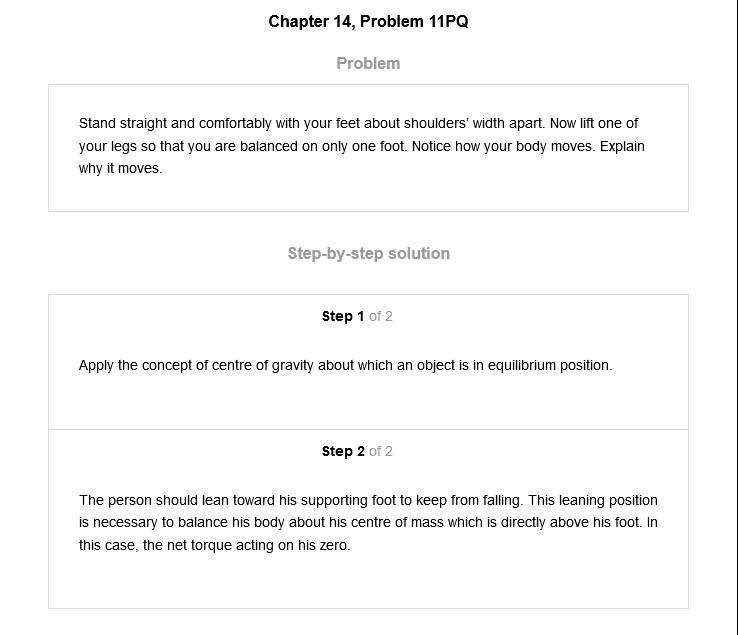 Chapter 14, Problem 11PQ
Problem
Stand straight and comfortably with your feet about shoulders' width apart. Now lift one of
your legs so that you are balanced on only one foot. Notice how your body moves. Explain
why it moves.
Step-by-step solution
Step 1 of 2
Apply the concept of centre of gravity about which an object is in equilibrium position.
Step 2 of 2
The person should lean toward his supporting foot to keep from falling. This leaning position
is necessary to balance his body about his centre of mass which is directly above his foot. In
this case, the net torque acting on his zero.